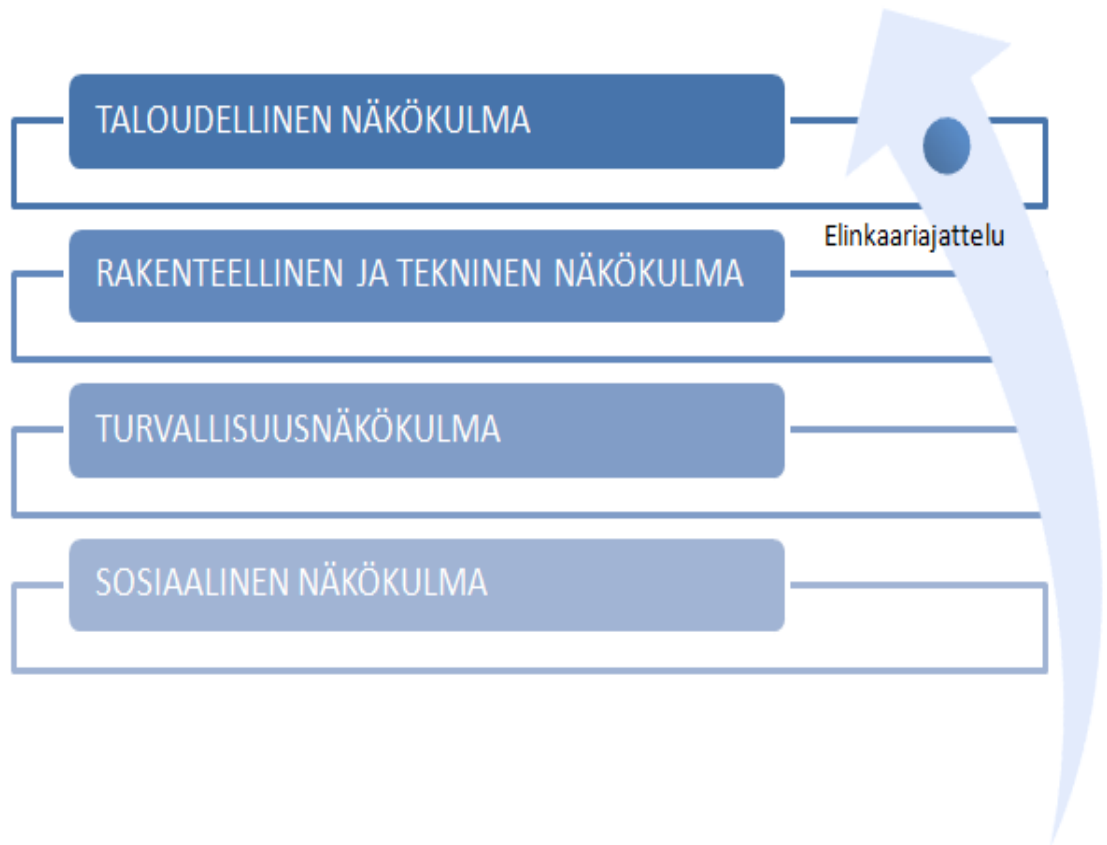 TALOUDELLINEN NÄKÖKULMA
Elinkaariajattelu
RAKENTEELLINEN JA TEKNINEN NÄKÖKULMA
TURVALLISUUSNÄKÖKULMA
SOSIAALINEN NÄKÖKULMA